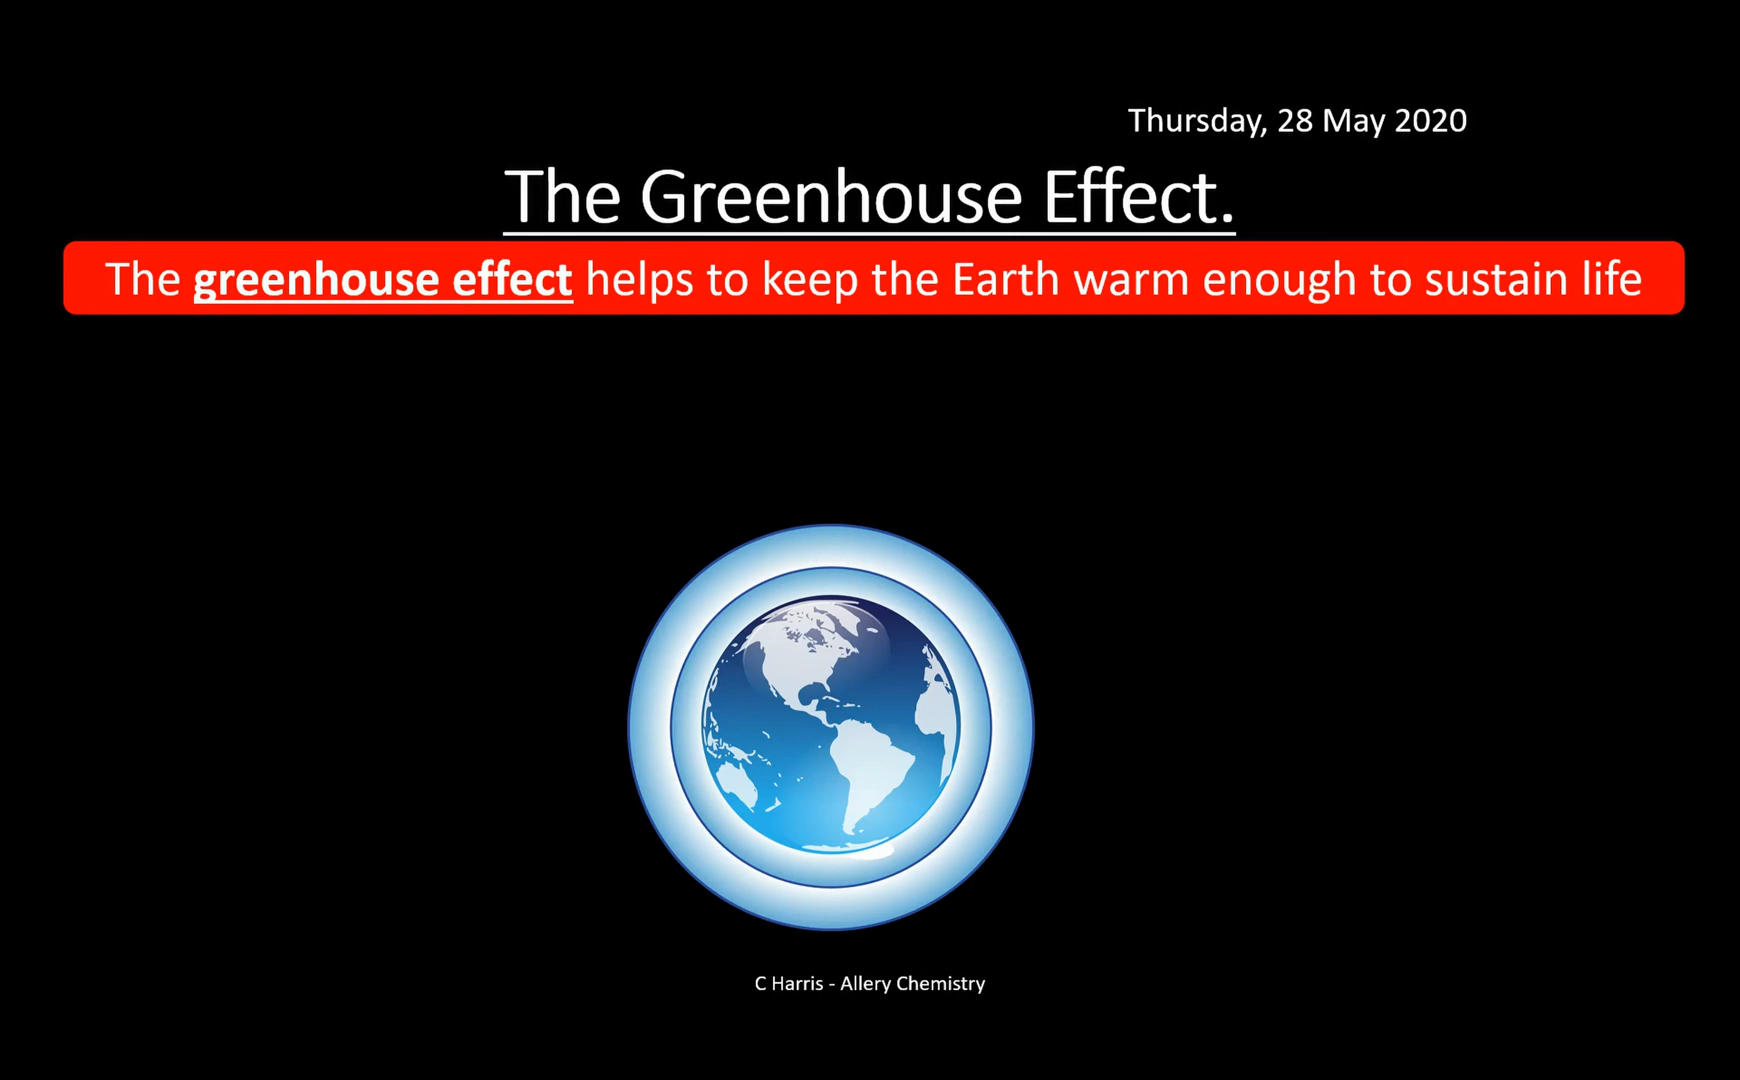 Thursday, 28 May 2020
The Greenhouse Effect.
The greenhouse effect helps to keep the Earth warm enough to sustain life
C Harris - Allery Chemistry